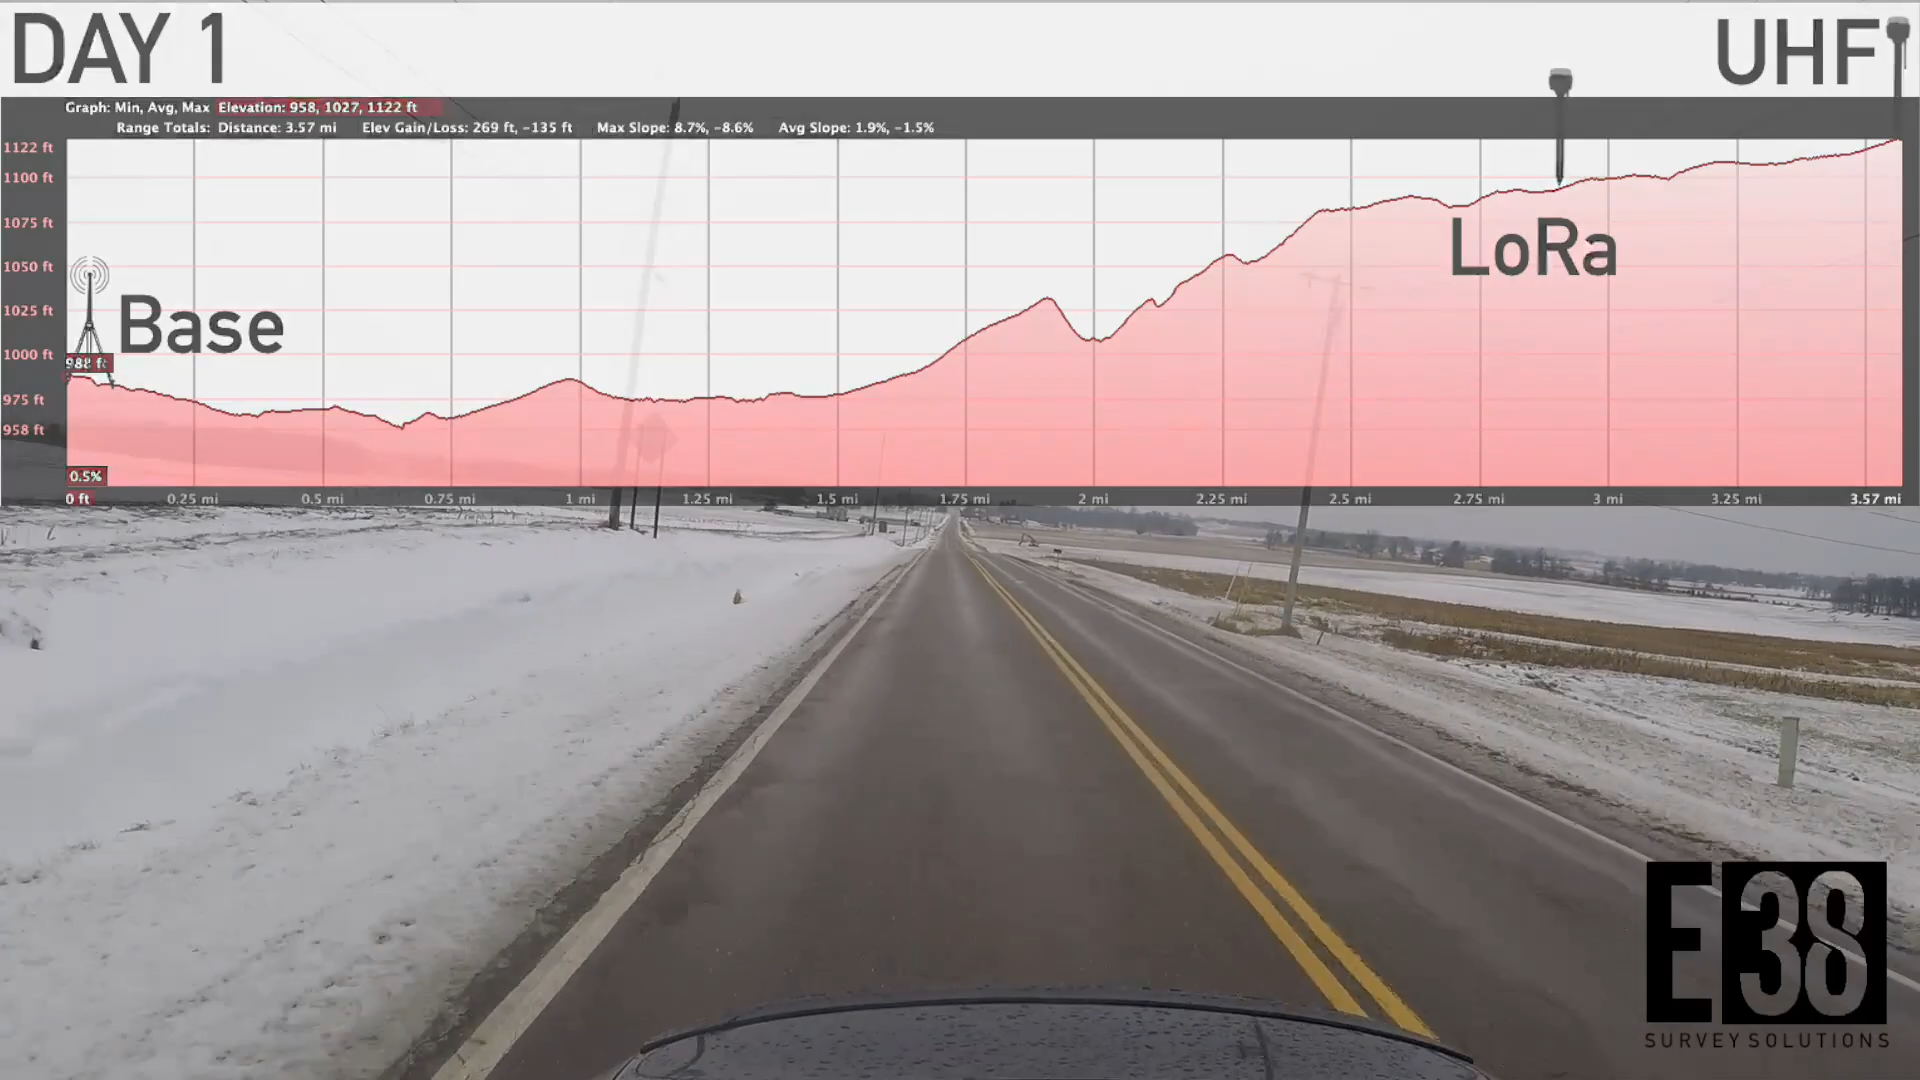 DAY 1
UHF
Graph: Min, Avg, Max Elevation: 958, 1027, 1122 ft
Range Totals: Distance: 3.57 mi Elev Gain/Loss: 269 ft, -135 ft Max Slope: 8.7%, -8.6% Avg Slope: 1.9%, -1.5%
1122 ft
1100 ft
1075 ft
1050 ft
1025 ft
1000 ft
975 ft
958 ft
LoRa
Base
988 ft
0.5%
0 ft 0.25 mi 0.5 mi 0.75 mi 1 mi 1.25 mi 1.5 mi 1.75 mi 2 mi 2.25 mi 2.5 mi 2.75 mi 3 mi 3.25 mi 3.57 mi
E38
SURVEY SOLUTIONS